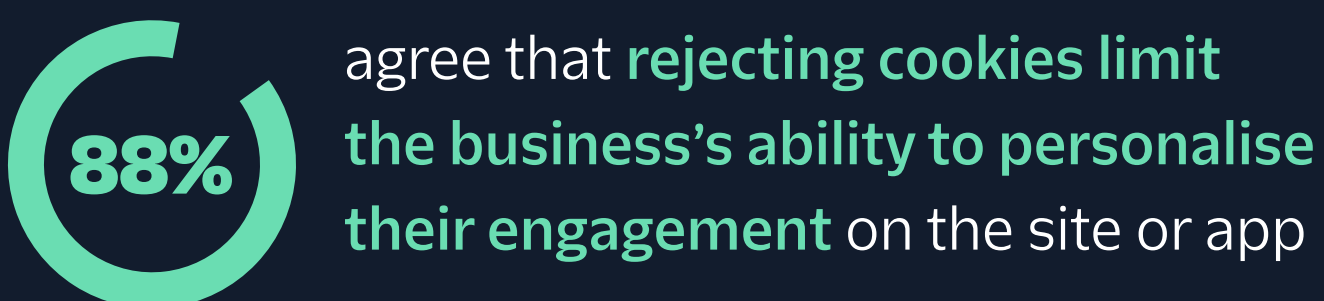 88%
agree that rejecting cookies limit
the business’s ability to personalise
their engagement on the site or app